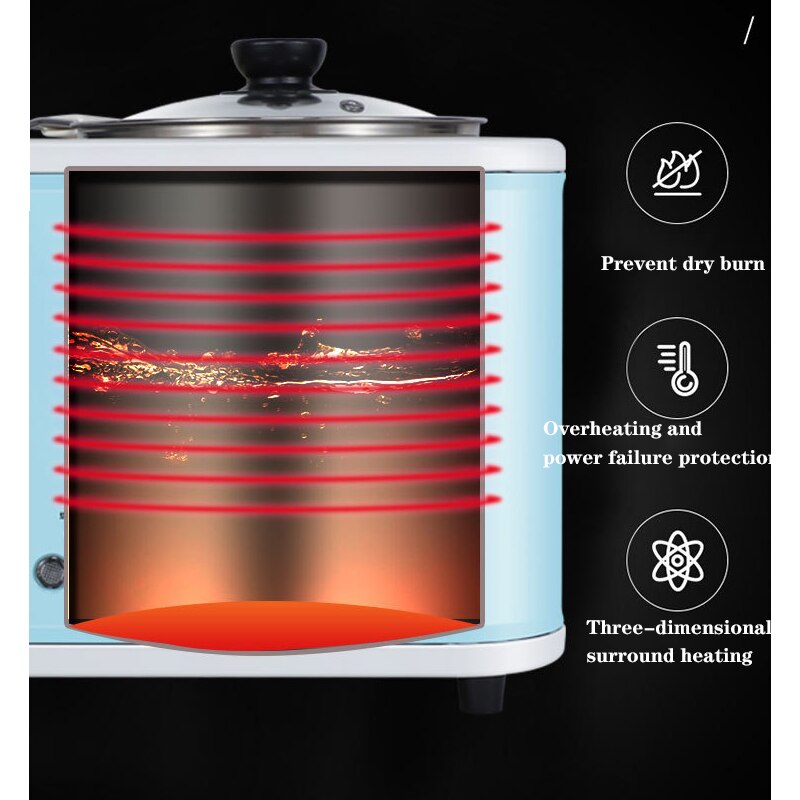 /
Prevent dry burn
Overheating and
power failure protection
Three-dimensional
surround heating